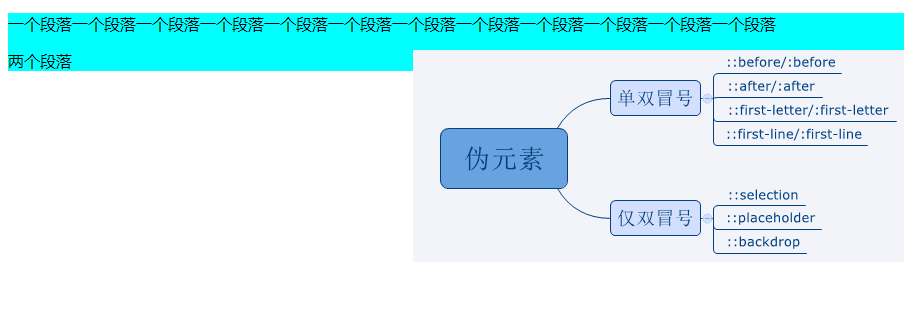 一个段落一个段落一个段落一个段落一个段落一个段落一个段落一个段落一个段落一个段落一个段落一个段落
两个段落
伪元素
单双冒号
::before/:before
::after/:after
::first-letter/:first-letter
::first-line/:first-line
仅双冒号
::selection
::placeholder
::backdrop